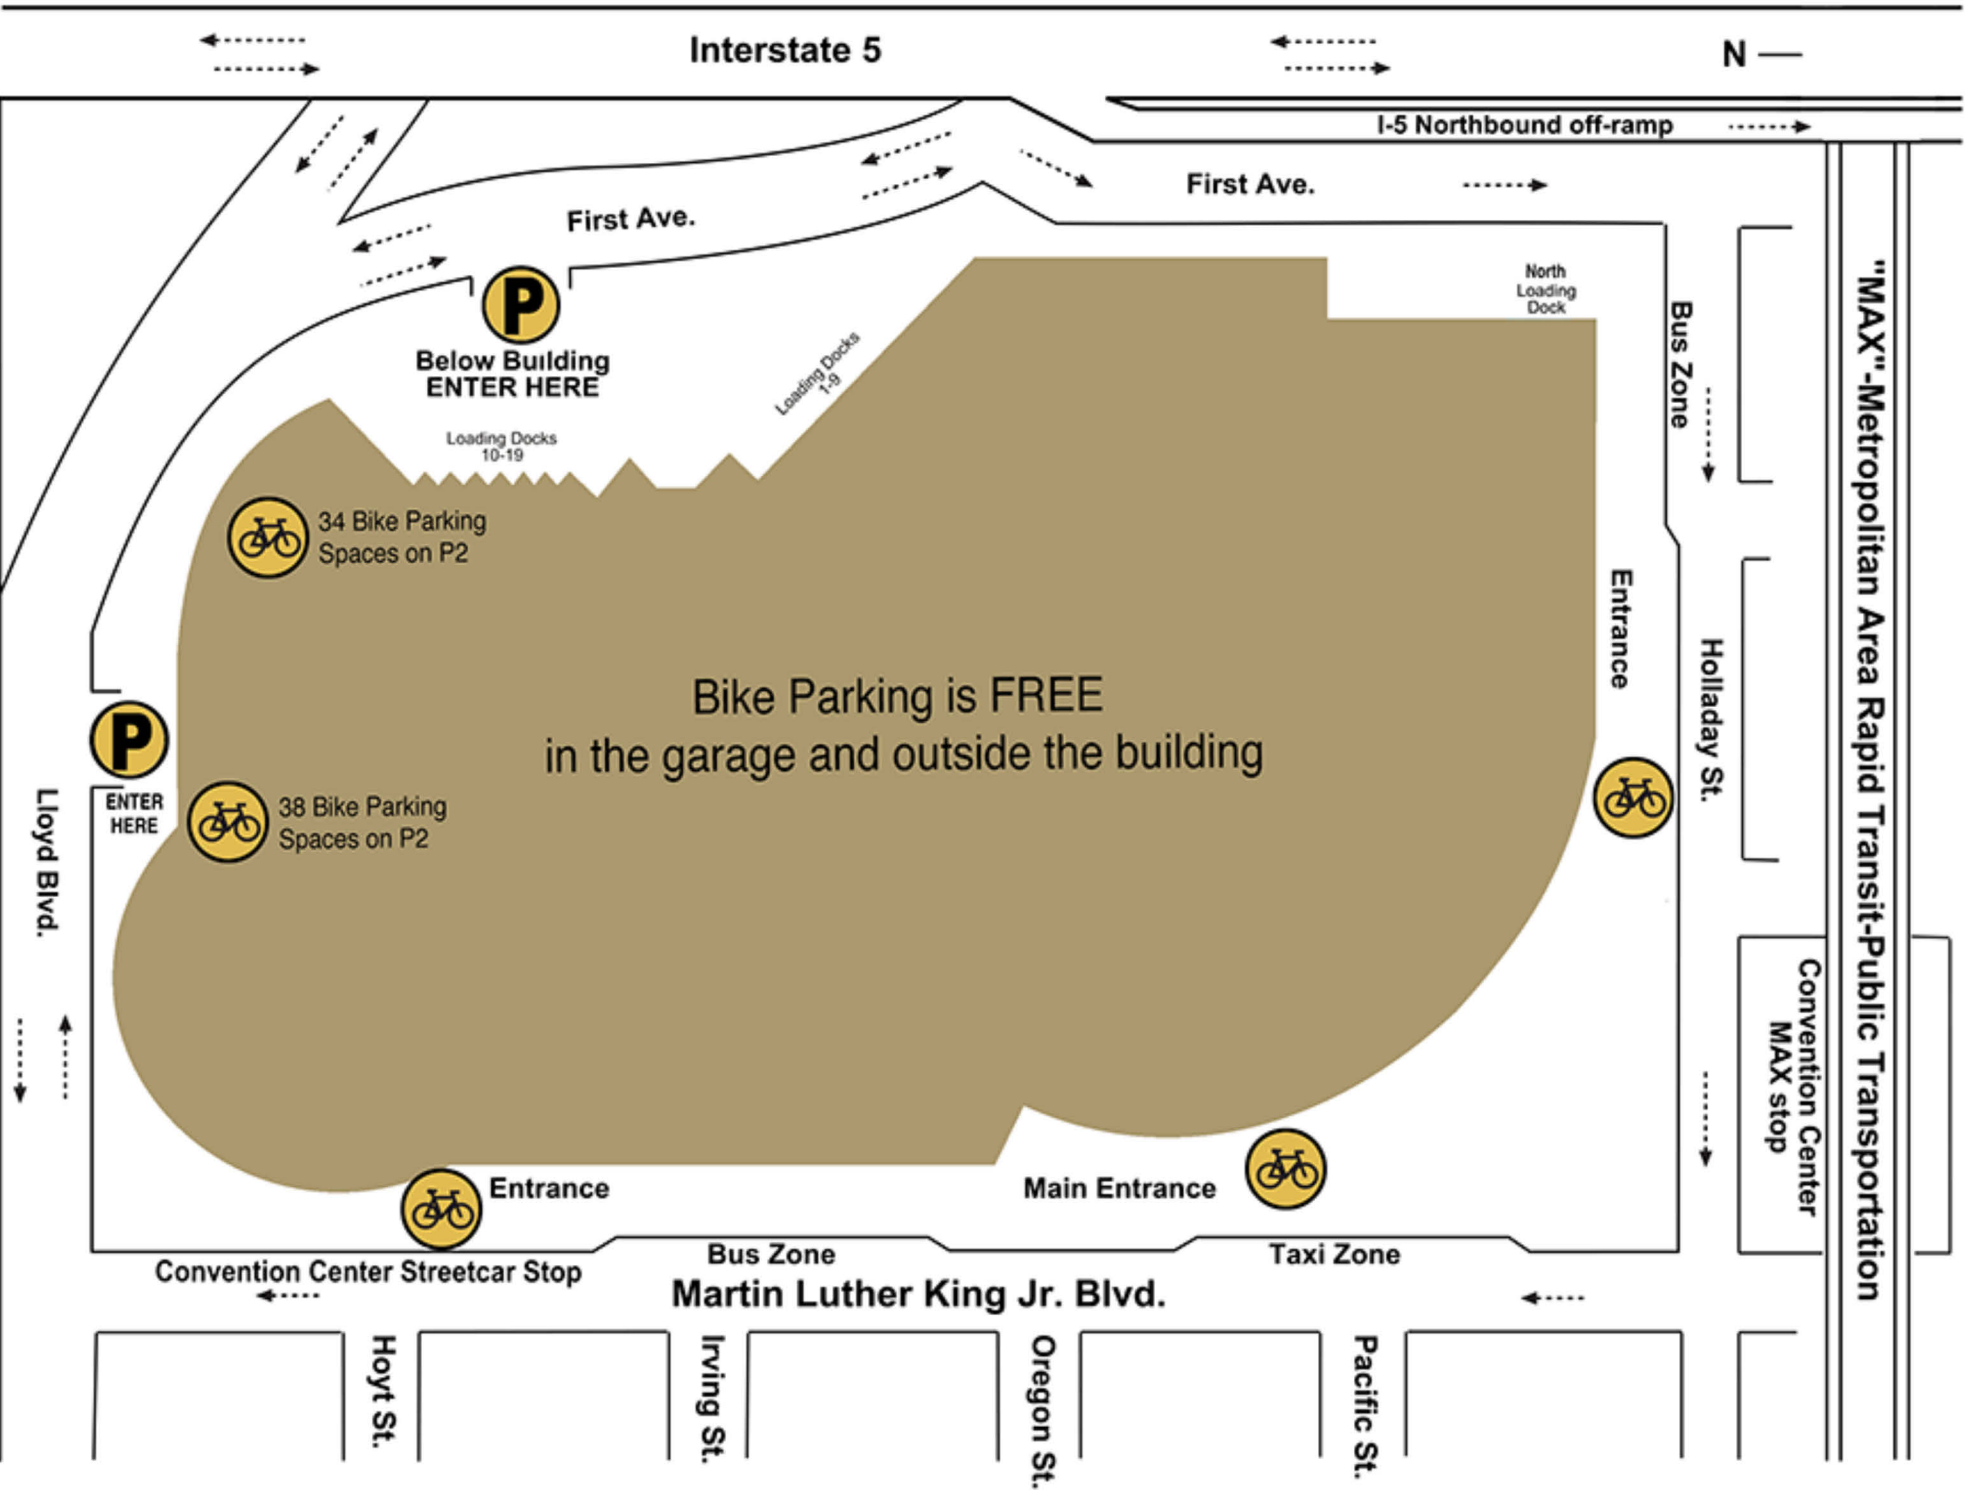 Interstate 5
N
I-5 Northbound off-ramp
First Ave.
First Ave.
P
Below Building
ENTER HERE
North
Loading
Dock
Loading Docks
1-9
Loading Docks
10-19
Bus Zone
34 Bike Parking
Spaces on P2
Entrance
Holladay St.
"MAX"-Metropolitan Area Rapid Transit-Public Transportation
Bike Parking is FREE
in the garage and outside the building
P
ENTER
HERE
38 Bike Parking
Spaces on P2
Lloyd Blvd.
Convention Center
MAX stop
Entrance
Main Entrance
Bus Zone
Taxi Zone
Convention Center Streetcar Stop
Martin Luther King Jr. Blvd.
Hoyt St.
Irving St.
Oregon St.
Pacific St.